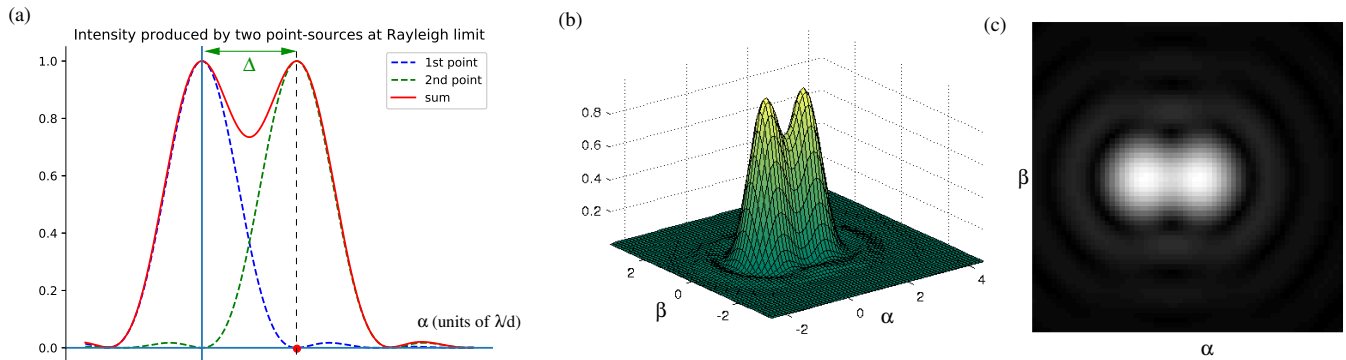 (a)
Intensity produced by two point-sources at Rayleigh limit
Δ
1st point
2nd point
sum
1.0
0.8
0.6
0.4
0.2
0.0
α (units of λ/d)
(b)
0.8
0.6
0.4
0.2
2
0
-2
β
-2
0
2
4
α
(c)
β
α